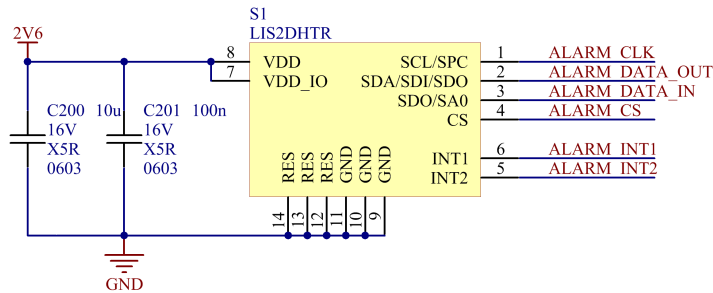 S1
LIS2DHTR
2V6
8 VDD
7 VDD_IO
SCL/SPC 1 ALARM_CLK
SDA/SDI/SDO 2 ALARM_DATA_OUT
SDO/SA0 3 ALARM_DATA_IN
CS 4 ALARM_CS
INT1 6 ALARM_INT1
INT2 5 ALARM_INT2
C200 10u
16V
X5R
0603
C201 100n
16V
X5R
0603
RES RES RES GND GND GND
14 13 12 11 10 9
GND